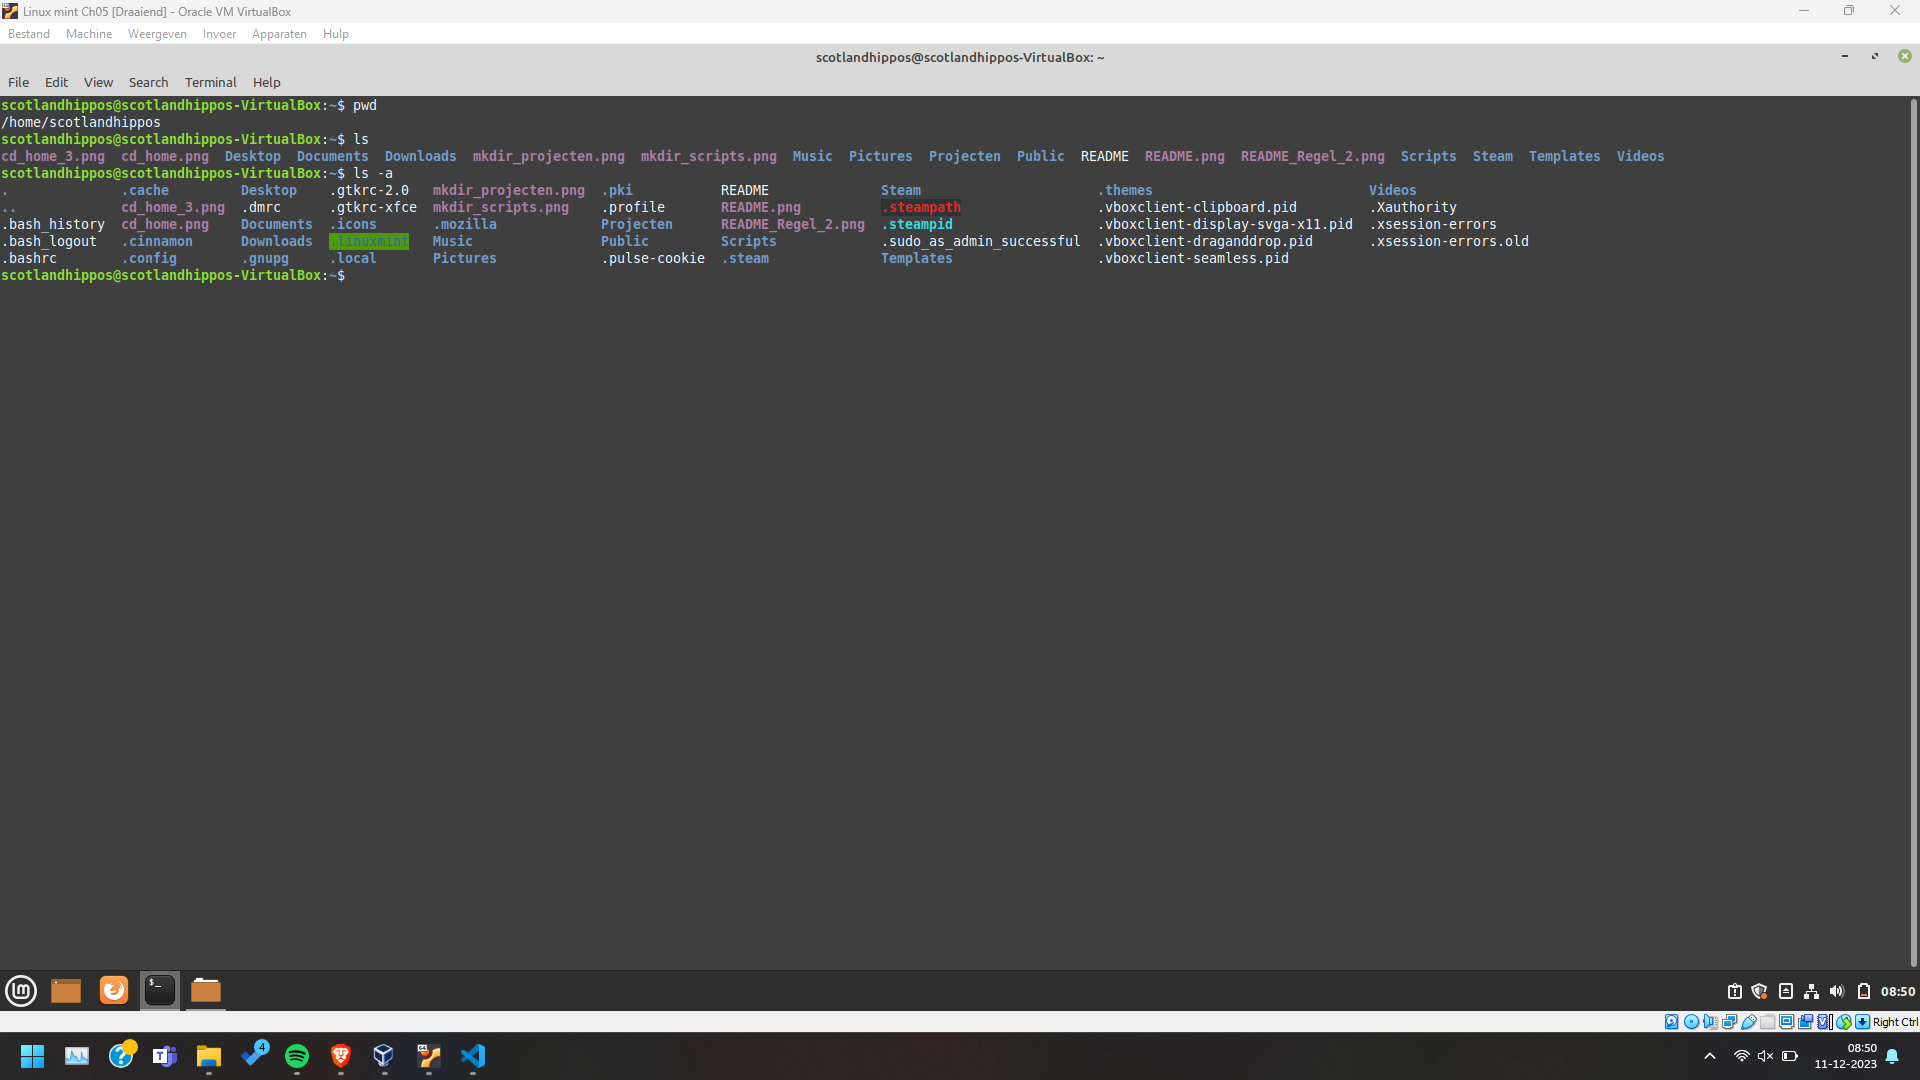 Linux mint Ch05 [Draaiend] - Oracle VM VirtualBox
Bestand Machine Weergeven Invoer Apparaten Hulp
scotlandhippos@scotlandhippos-VirtualBox: ~
File Edit View Search Terminal Help
scotlandhippos@scotlandhippos-VirtualBox:~$ pwd
/home/scotlandhippos
scotlandhippos@scotlandhippos-VirtualBox:~$ ls
cd_home_3.png cd_home.png Desktop Documents Downloads mkdir_projecten.png mkdir_scripts.png Music Pictures Projecten Public README README.png README_Regel_2.png Scripts Steam Templates Videos
scotlandhippos@scotlandhippos-VirtualBox:~$ ls -a
. .cache Desktop .gtkrc-2.0 mkdir_projecten.png .pki README Steam .themes Videos
.. cd_home_3.png .dmrc .gtkrc-xfce mkdir_scripts.png .profile README.png .steampath .vboxclient-clipboard.pid .Xauthority
.bash_history cd_home.png Documents .icons .mozilla Projecten README_Regel_2.png .steampid .vboxclient-display-svga-x11.pid .xsession-errors
.bash_logout .cinnamon Downloads .linuxmint Music Public Scripts .sudo_as_admin_successful .vboxclient-draganddrop.pid .xsession-errors.old
.bashrc .config .gnupg .local Pictures .pulse-cookie .steam Templates .vboxclient-seamless.pid
scotlandhippos@scotlandhippos-VirtualBox:~$
$_
08:50
Right Ctrl
4
08:50
11-12-2023